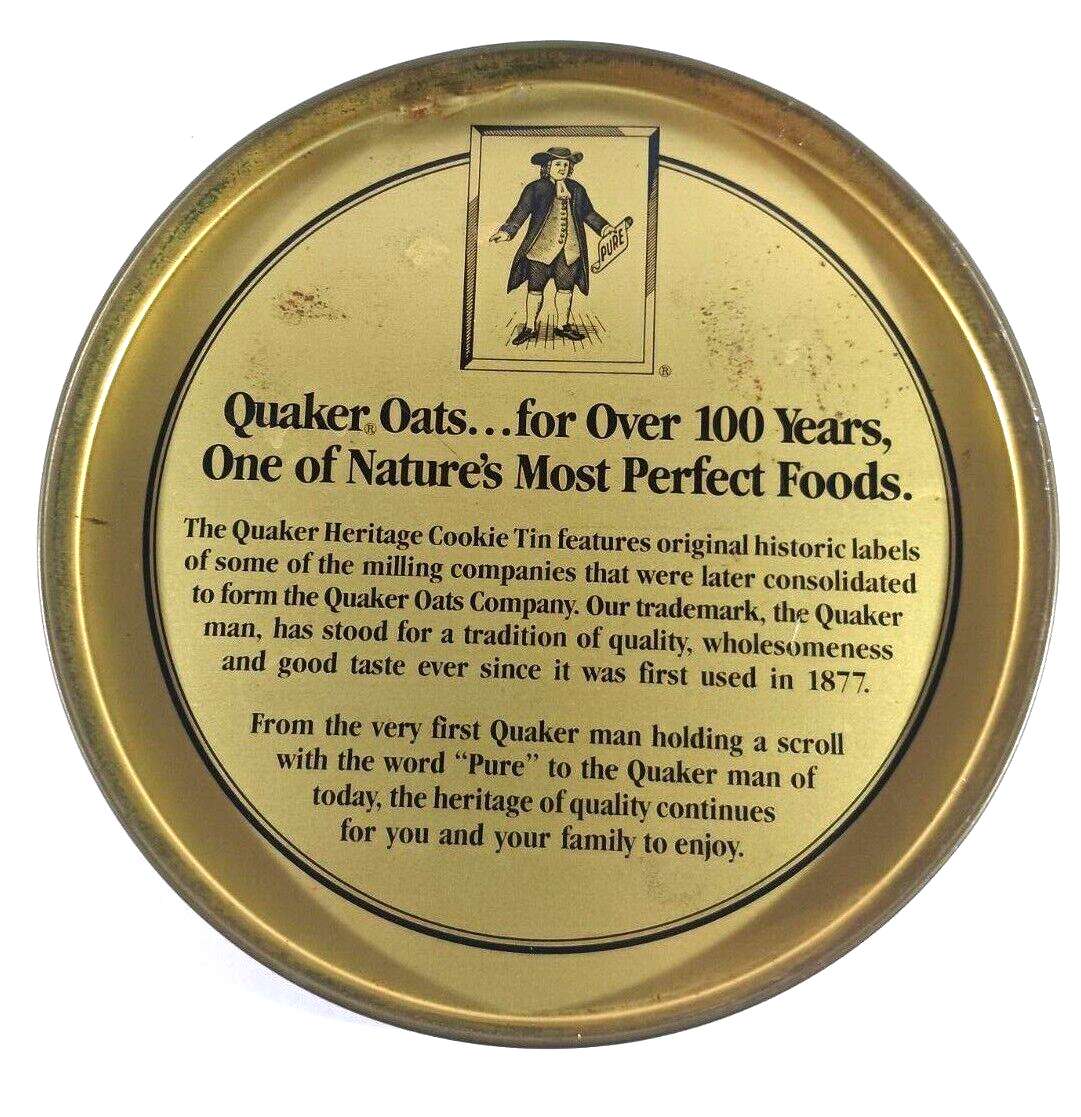 PURE
®
Quaker® Oats...for Over 100 Years,
One of Nature's Most Perfect Foods.
The Quaker Heritage Cookie Tin features original historic labels
of some of the milling companies that were later consolidated
to form the Quaker Oats Company. Our trademark, the Quaker
man, has stood for a tradition of quality, wholesomeness
and good taste ever since it was first used in 1877.
From the very first Quaker man holding a scroll
with the word “Pure” to the Quaker man of
today, the heritage of quality continues
for you and your family to enjoy.